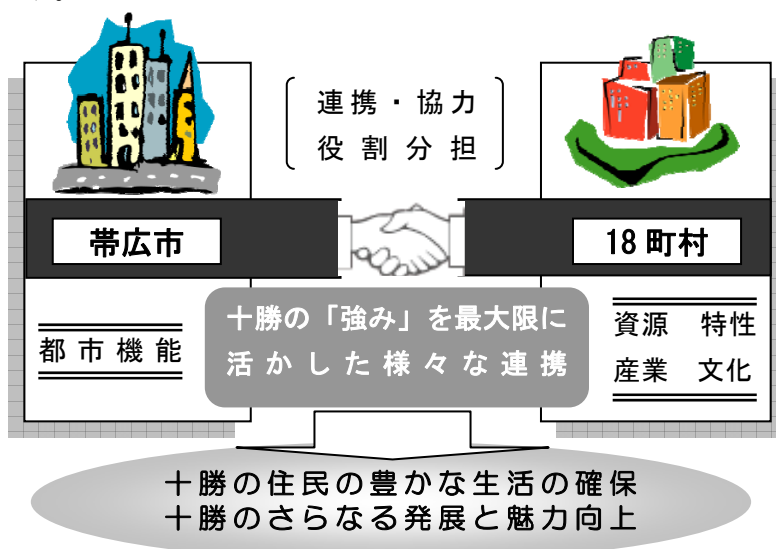 連携・協力
役割分担
帯広市
18町村
十勝の「強み」を最大限に
活かした様々な連携
都市機能
資源 特性
産業 文化
十勝の住民の豊かな生活の確保
十勝のさらなる発展と魅力向上